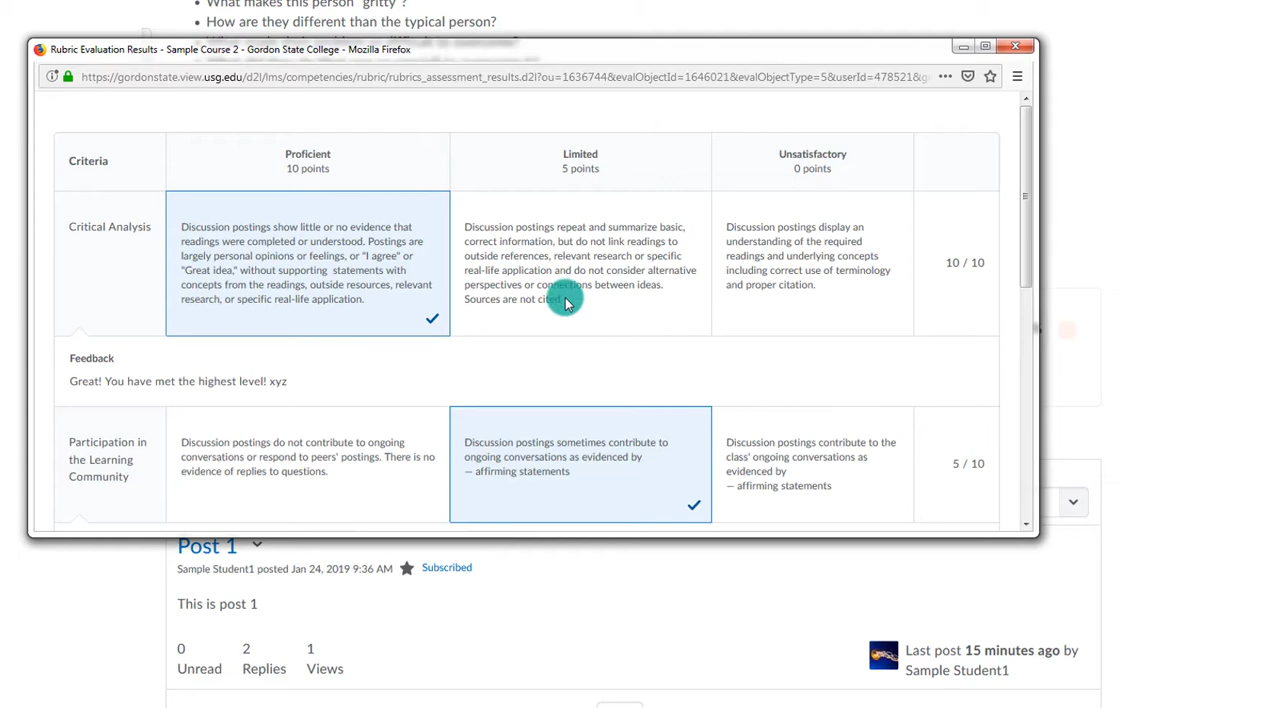 What makes this person "gritty"?
How are they different than the typical person?
Rubric Evaluation Results - Sample Course 2 - Gordon State College - Mozilla Firefox
https://gordonstate.view.usg.edu/d2l/lms/competencies/rubric/rubrics_assessment_results.d2l?ou=1636744&evalObjectId=1646021&evalObjectType=5&userId=478521&g
Criteria
Proficient
10 points
Limited
5 points
Unsatisfactory
0 points
Critical Analysis
Discussion postings show little or no evidence that
readings were completed or understood. Postings are
largely personal opinions or feelings, or "I agree" or
"Great idea," without supporting statements with
concepts from the readings, outside resources, relevant
research, or specific real-life application.
Discussion postings repeat and summarize basic,
correct information, but do not link readings to
outside references, relevant research or specific
real-life application and do not consider alternative
perspectives or connections between ideas.
Sources are not cited.
Discussion postings display an
understanding of the required
readings and underlying concepts
including correct use of terminology
and proper citation.
10 / 10
Feedback
Great! You have met the highest level! xyz
Participation in
the Learning
Community
Discussion postings do not contribute to ongoing
conversations or respond to peers' postings. There is no
evidence of replies to questions.
Discussion postings sometimes contribute to
ongoing conversations as evidenced by
— affirming statements
Discussion postings contribute to the
class' ongoing conversations as
evidenced by
— affirming statements
5 / 10
Post 1
Sample Student1 posted Jan 24, 2019 9:36 AM
Subscribed
This is post 1
0
Unread
2
Replies
1
Views
Last post 15 minutes ago by
Sample Student1